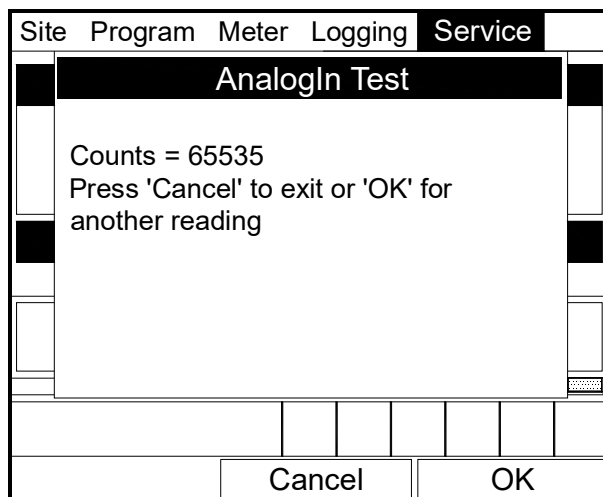 Site Program Meter Logging Service
AnalogIn Test
Counts = 65535
Press 'Cancel' to exit or 'OK' for
another reading
Cancel OK